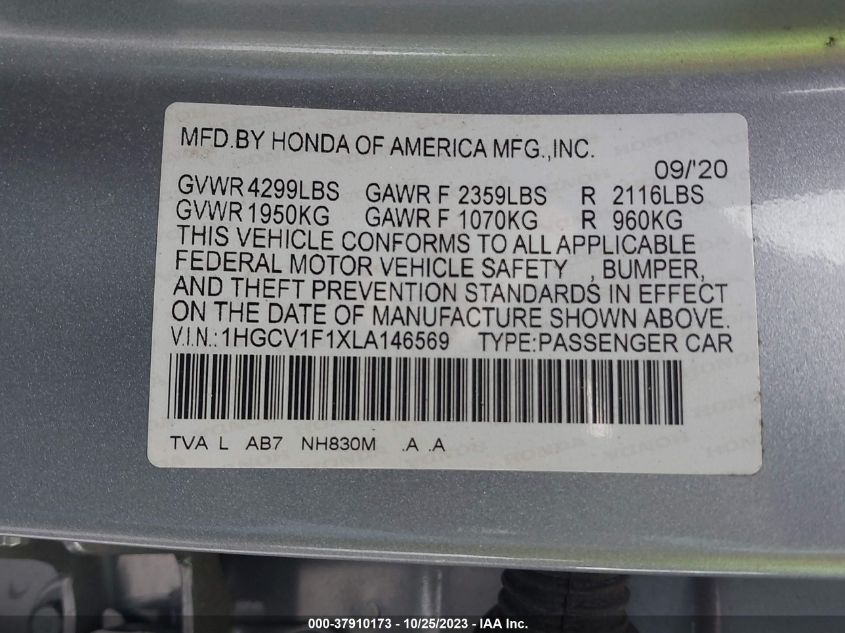 MFD.BY HONDA OF AMERICA MFG.,INC.
09/'20
GVWR 4299LBS GAWR F 2359LBS R 2116LBS
GVWR 1950KG GAWR F 1070KG R 960KG
THIS VEHICLE CONFORMS TO ALL APPLICABLE
FEDERAL MOTOR VEHICLE SAFETY , BUMPER,
AND THEFT PREVENTION STANDARDS IN EFFECT
ON THE DATE OF MANUFACTURE SHOWN ABOVE.
V.I.N.:1HGCV1F1XLA146569 TYPE:PASSENGER CAR
TVA L AB7 NH830M .A .A
000-37910173 - 10/25/2023 - IAAI.com.